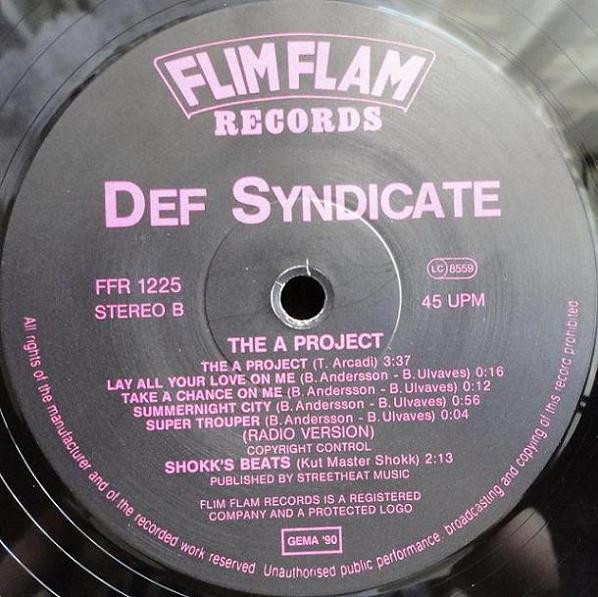 FLIM FLAM
RECORDS
DEF SYNDICATE
FFR 1225
STEREO B
LC 8559
45 UPM
THE A PROJECT
THE A PROJECT (T. Arcadi) 3:37
LAY ALL YOUR LOVE ON ME (B. Andersson - B. Ulvaves) 0:16
TAKE A CHANCE ON ME (B. Andersson - B. Ulvaves) 0:12
SUMMERNIGHT CITY (B. Andersson - B. Ulvaves) 0:56
SUPER TROUPER (B. Andersson - B. Ulvaves) 0:04
(RADIO VERSION)
COPYRIGHT CONTROL
SHOKK'S BEATS (Kut Master Shokk) 2:13
PUBLISHED BY STREETHEAT MUSIC
FLIM FLAM RECORDS IS A REGISTERED
COMPANY AND A PROTECTED LOGO
GEMA '90
All rights of the manufacturer and of the recorded work reserved. Unauthorised public performance, broadcasting and copying of this record prohibited